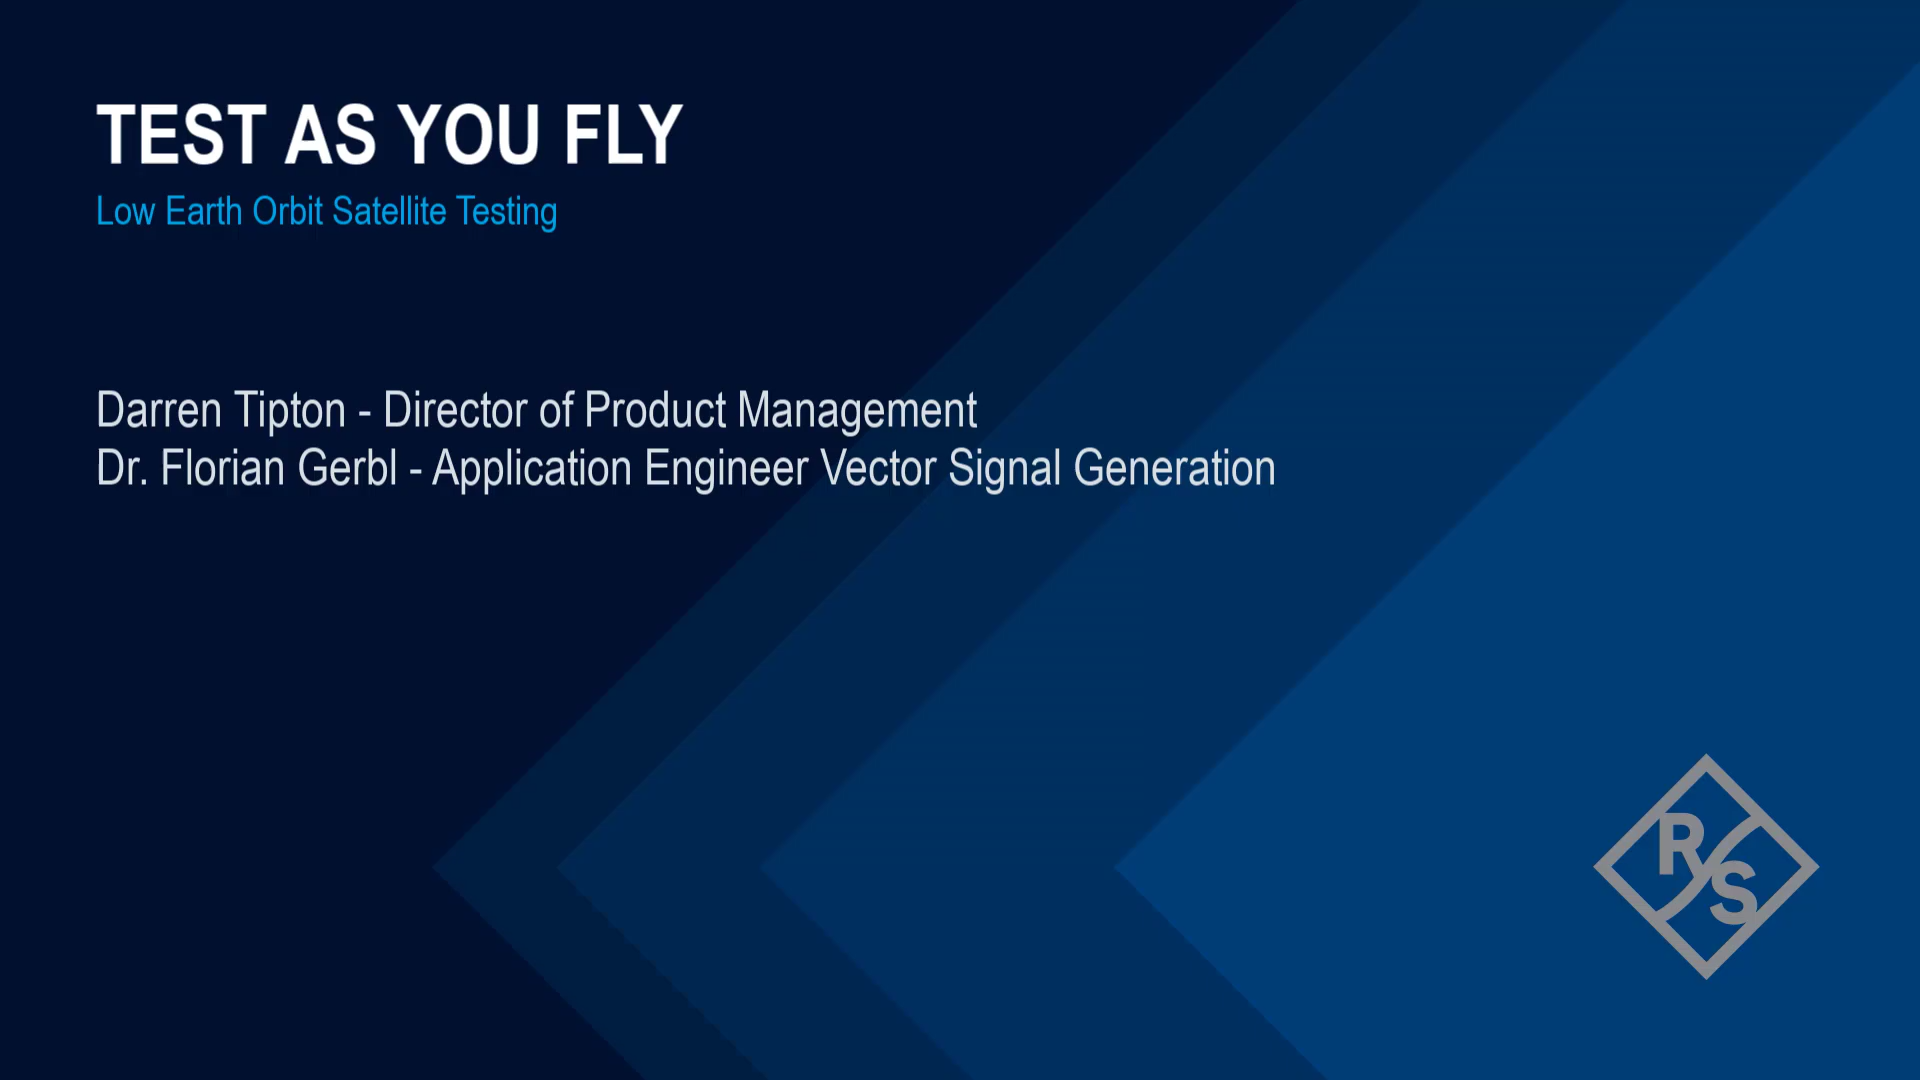 TEST AS YOU FLY
Low Earth Orbit Satellite Testing
Darren Tipton - Director of Product Management
Dr. Florian Gerbl - Application Engineer Vector Signal Generation
R
S